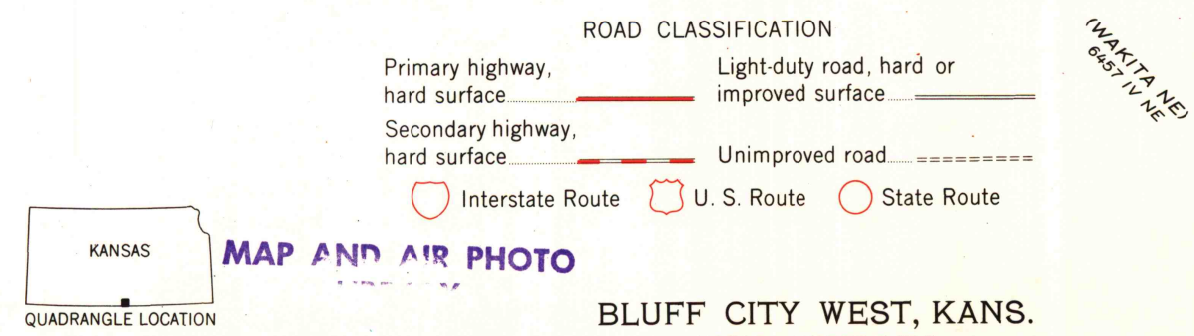 ROAD CLASSIFICATION
Primary highway,
hard surface
Light-duty road, hard or
improved surface
Secondary highway,
hard surface
Unimproved road
Interstate Route
U. S. Route
State Route
(WAKITA NE)
6457 IV NE
KANSAS
QUADRANGLE LOCATION
MAP AND AIR PHOTO
BLUFF CITY WEST, KANS.